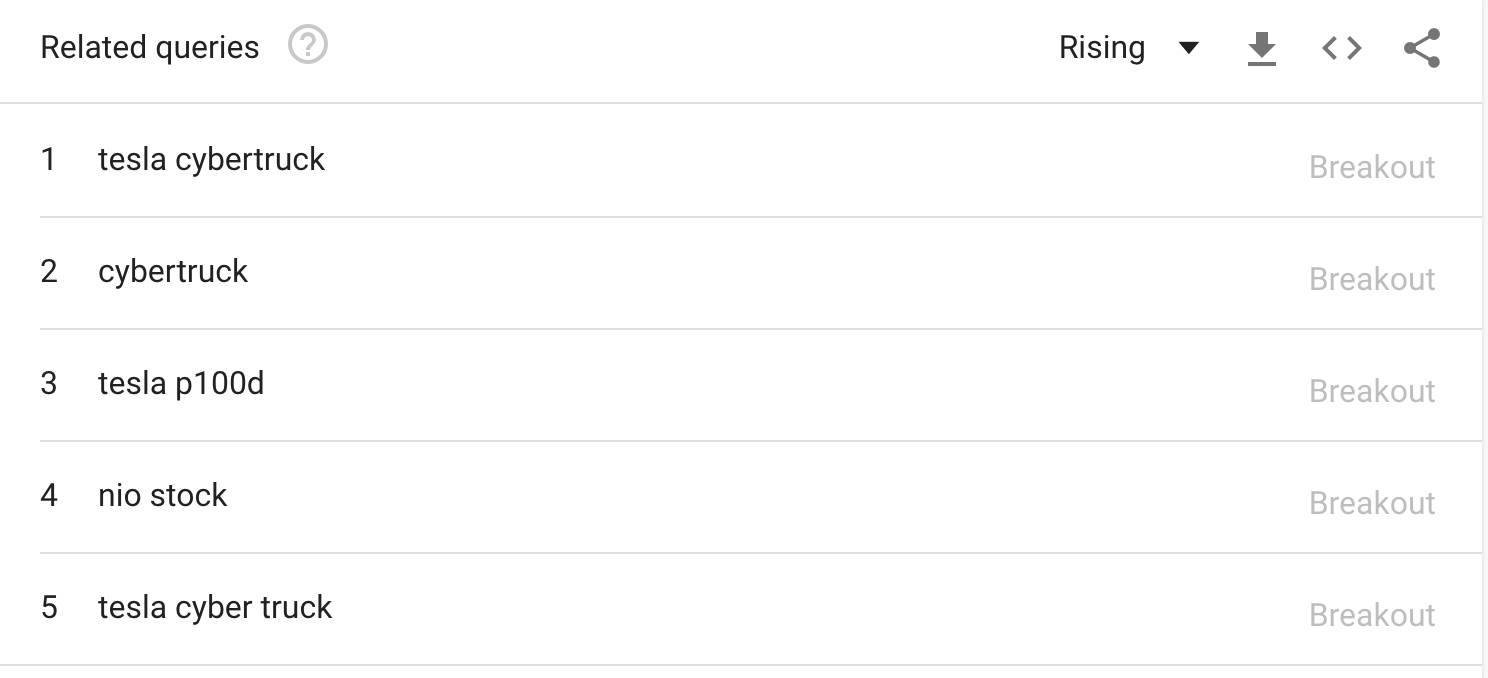 Related queries ? Rising
1 tesla cybertruck Breakout
2 cybertruck Breakout
3 tesla p100d Breakout
4 nio stock Breakout
5 tesla cyber truck Breakout